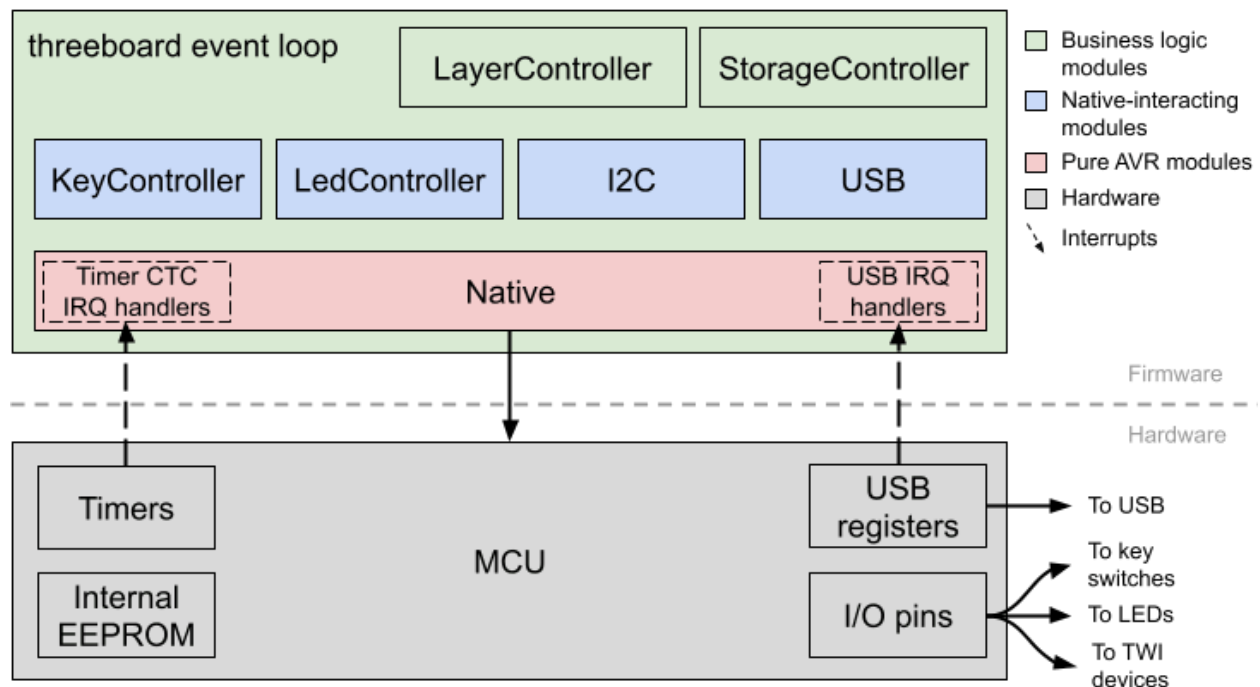 threeboard event loop
LayerController
StorageController
KeyController
LedController
I2C
USB
Timer CTC
IRQ handlers
Native
USB IRQ
handlers
Business logic
modules
Native-interacting
modules
Pure AVR modules
Hardware
Interrupts
Firmware
Hardware
Timers
Internal
EEPROM
MCU
USB
registers
I/O pins
To USB
To key
switches
To LEDs
To TWI
devices